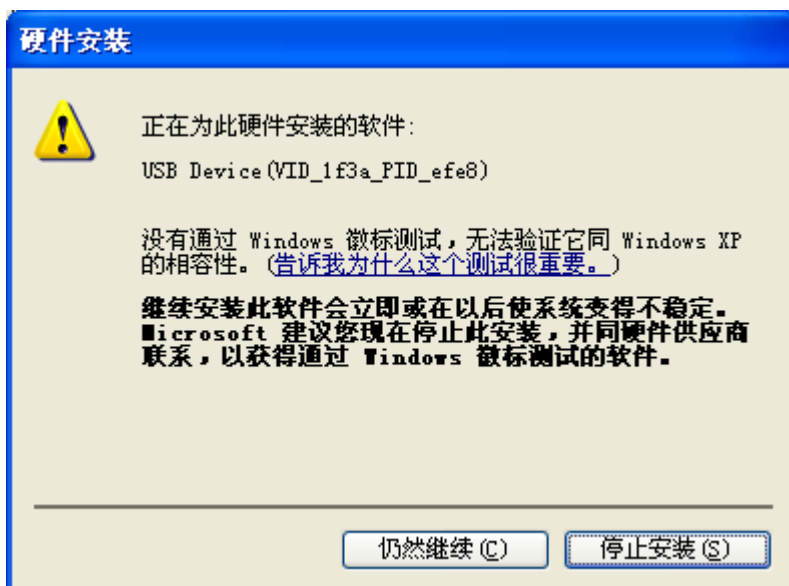 硬件安装
正在为此硬件安装的软件:
USB Device(VID_1f3a_PID_efe8)
没有通过 Windows 徽标测试，无法验证它同 Windows XP
的相容性。(告诉我为什么这个测试很重要。)
继续安装此软件会立即或在以后使系统变得不稳定。
Microsoft 建议您现在停止此安装，并同硬件供应商
联系，以获得通过 Windows 徽标测试的软件。
仍然继续(C)
停止安装(S)